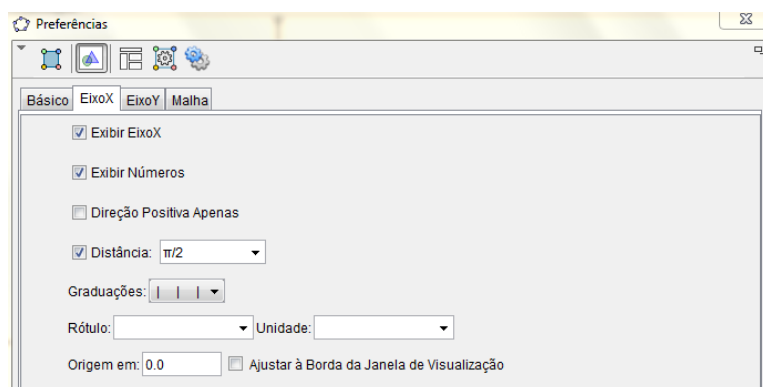 Preferências
Básico EixoX EixoY Malha
Exibir EixoX
Exibir Números
Direção Positiva Apenas
Distância: π/2
Graduações:
Rótulo: Unidade:
Origem em: 0.0 Ajustar à Borda da Janela de Visualização